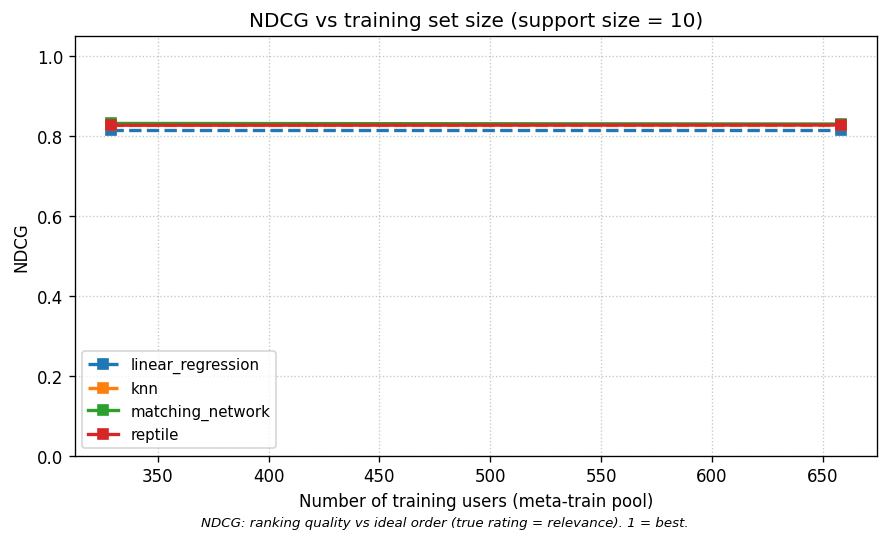 NDCG vs training set size (support size = 10)
1.0
0.8
0.6
0.4
0.2
0.0
NDCG
linear_regression
knn
matching_network
reptile
350 400 450 500 550 600 650
Number of training users (meta-train pool)
NDCG: ranking quality vs ideal order (true rating = relevance). 1 = best.